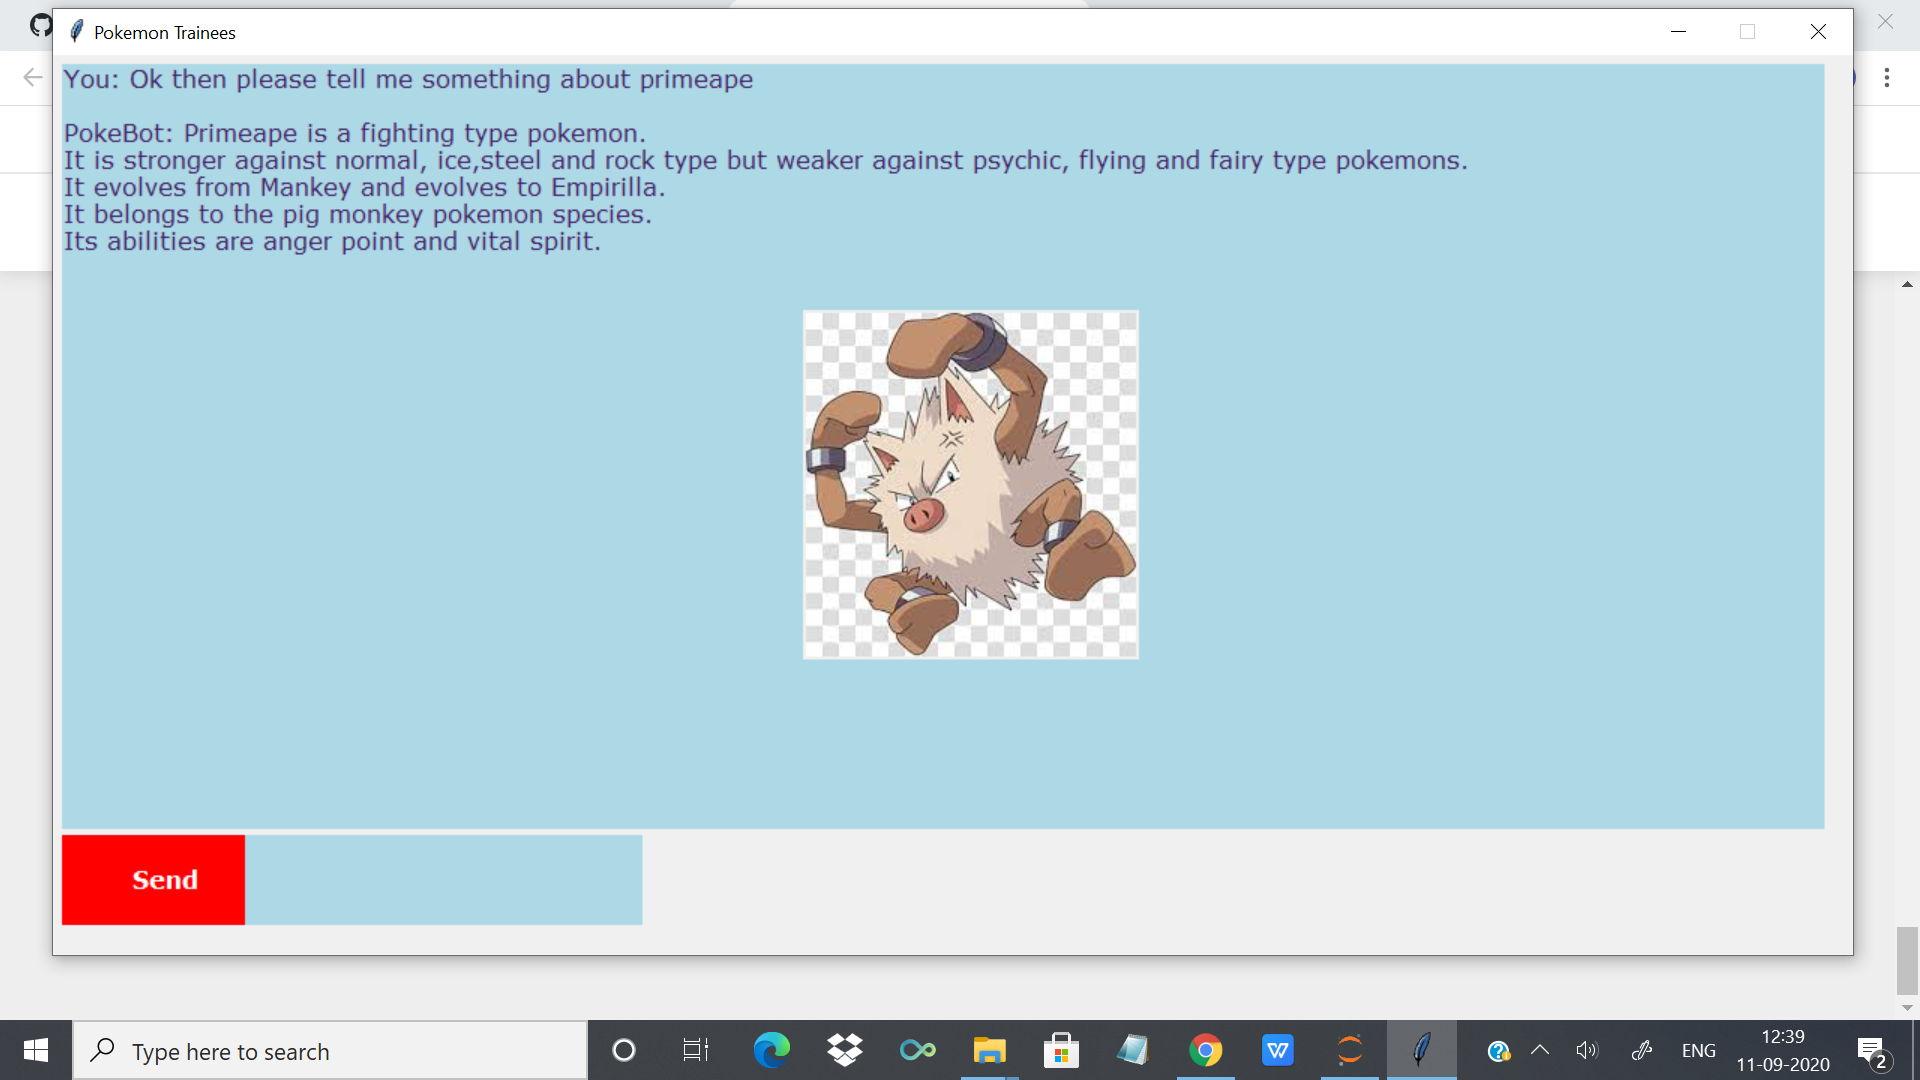 Pokemon Trainees
You: Ok then please tell me something about primeape
PokeBot: Primeape is a fighting type pokemon.
It is stronger against normal, ice,steel and rock type but weaker against psychic, flying and fairy type pokemons.
It evolves from Mankey and evolves to Empirilla.
It belongs to the pig monkey pokemon species.
Its abilities are anger point and vital spirit.
Send
Type here to search
ENG
12:39
11-09-2020
2